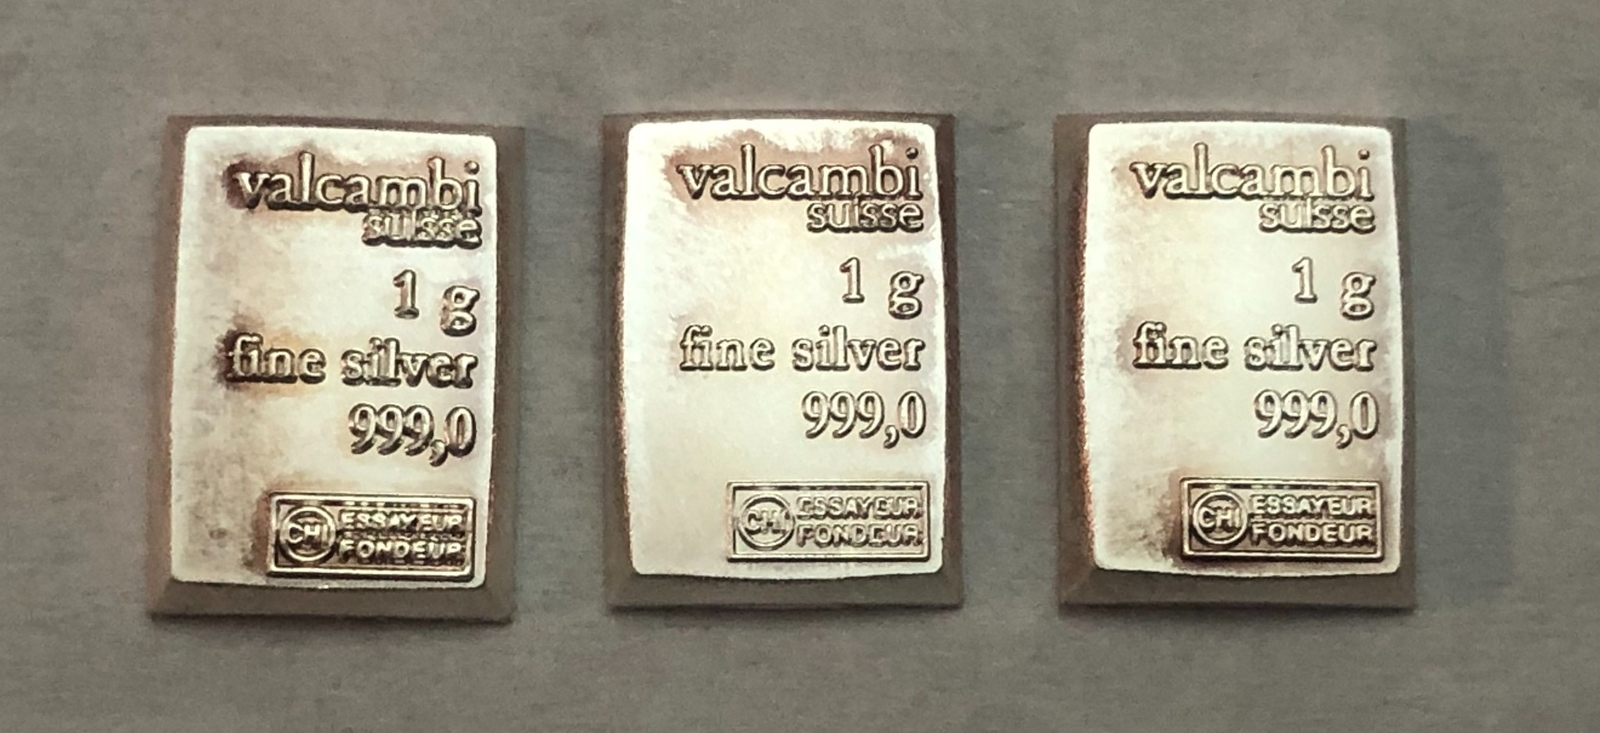 valcambi
suisse
1 g
fine silver
999,0
CHI ESSAYEUR
FONDEUR
valcambi
suisse
1 g
fine silver
999,0
CHI ESSAYEUR
FONDEUR
valcambi
suisse
1 g
fine silver
999,0
CHI ESSAYEUR
FONDEUR